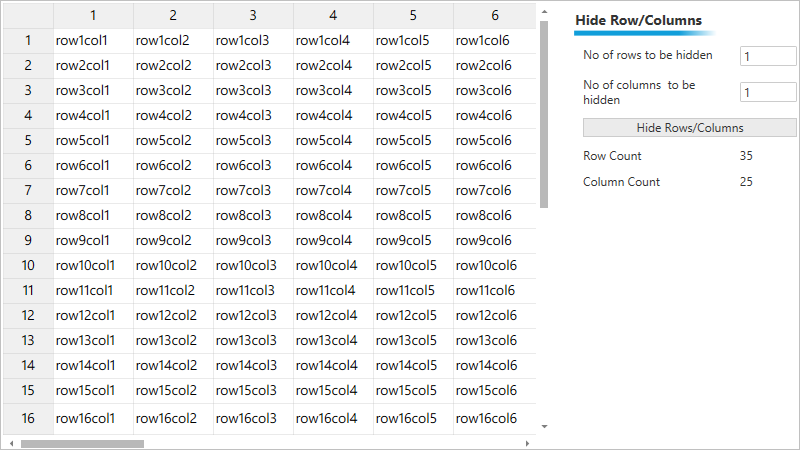 1 2 3 4 5 6
1 row1col1 row1col2 row1col3 row1col4 row1col5 row1col6
2 row2col1 row2col2 row2col3 row2col4 row2col5 row2col6
3 row3col1 row3col2 row3col3 row3col4 row3col5 row3col6
4 row4col1 row4col2 row4col3 row4col4 row4col5 row4col6
5 row5col1 row5col2 row5col3 row5col4 row5col5 row5col6
6 row6col1 row6col2 row6col3 row6col4 row6col5 row6col6
7 row7col1 row7col2 row7col3 row7col4 row7col5 row7col6
8 row8col1 row8col2 row8col3 row8col4 row8col5 row8col6
9 row9col1 row9col2 row9col3 row9col4 row9col5 row9col6
10 row10col1 row10col2 row10col3 row10col4 row10col5 row10col6
11 row11col1 row11col2 row11col3 row11col4 row11col5 row11col6
12 row12col1 row12col2 row12col3 row12col4 row12col5 row12col6
13 row13col1 row13col2 row13col3 row13col4 row13col5 row13col6
14 row14col1 row14col2 row14col3 row14col4 row14col5 row14col6
15 row15col1 row15col2 row15col3 row15col4 row15col5 row15col6
16 row16col1 row16col2 row16col3 row16col4 row16col5 row16col6
Hide Row/Columns
No of rows to be hidden 1
No of columns to be
hidden 1
Hide Rows/Columns
Row Count 35
Column Count 25